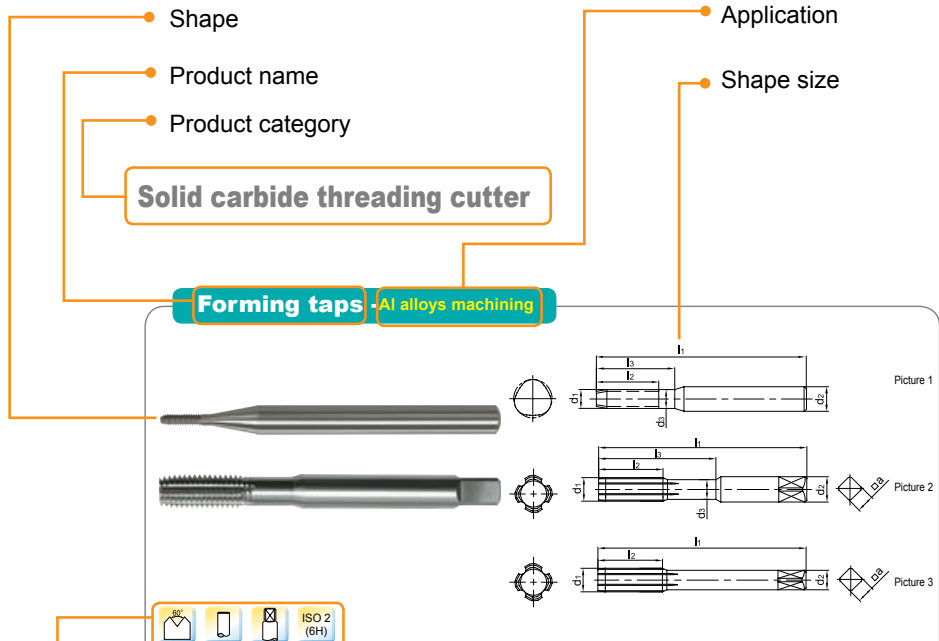 Shape
Application
Product name
Shape size
Product category
Solid carbide threading cutter
Forming taps - Al alloys machining
l1
l3
l2
d1
d3
d2
Picture 1
l1
l3
l2
d1
d3
d2
□a
Picture 2
l1
l2
d1
d2
□a
Picture 3
60°
ISO 2
(6H)